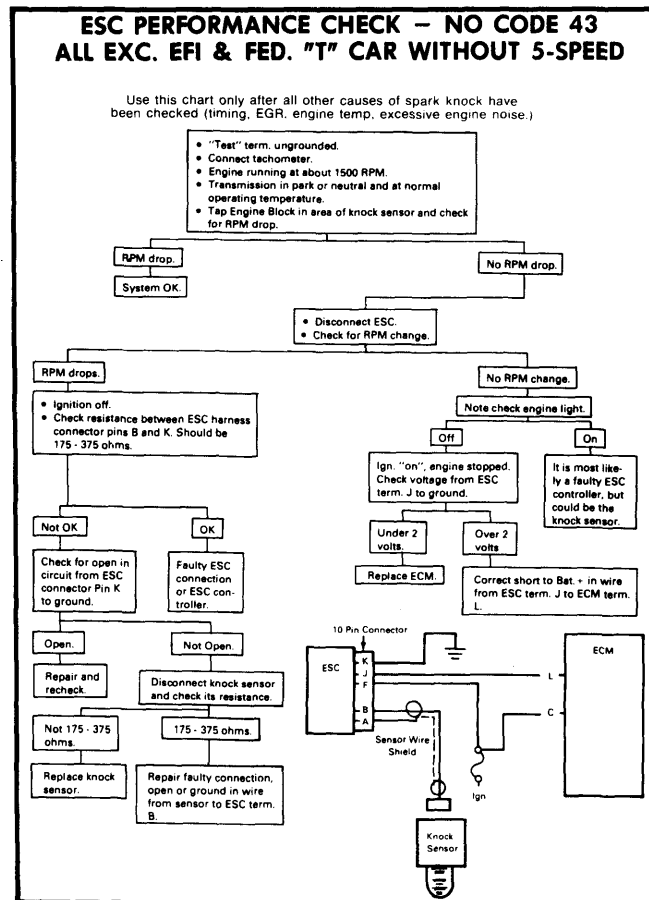 ESC PERFORMANCE CHECK – NO CODE 43
ALL EXC. EFI & FED. "T" CAR WITHOUT 5-SPEED
Use this chart only after all other causes of spark knock have
been checked (timing, EGR. engine temp, excessive engine noise.)
• "Test" term. ungrounded.
• Connect tachometer.
• Engine running at about 1500 RPM.
• Transmission in park or neutral and at normal
operating temperature.
• Tap Engine Block in area of knock sensor and check
for RPM drop.
RPM drop.
No RPM drop.
System OK.
• Disconnect ESC.
• Check for RPM change.
RPM drops.
No RPM change.
• Ignition off.
• Check resistance between ESC harness
connector pins B and K. Should be
175 - 375 ohms.
Note check engine light.
Off
On
Ign. "on", engine stopped.
Check voltage from ESC
term. J to ground.
It is most like-
ly a faulty ESC
controller, but
could be the
knock sensor.
Not OK
OK
Under 2
volts.
Over 2
volts
Check for open in
circuit from ESC
connector Pin K
to ground.
Faulty ESC
connection
or ESC con-
troller.
Replace ECM.
Correct short to Bat. + in wire
from ESC term. J to ECM term.
L.
Open.
Not Open.
Repair and
recheck.
Disconnect knock sensor
and check its resistance.
Not 175 - 375
ohms.
175 - 375 ohms.
Replace knock
sensor.
Repair faulty connection,
open or ground in wire
from sensor to ESC term.
B.
10 Pin Connector
ESC
K
J
F
B
A
ECM
L
C
Sensor Wire
Shield
Ign
Knock
Sensor